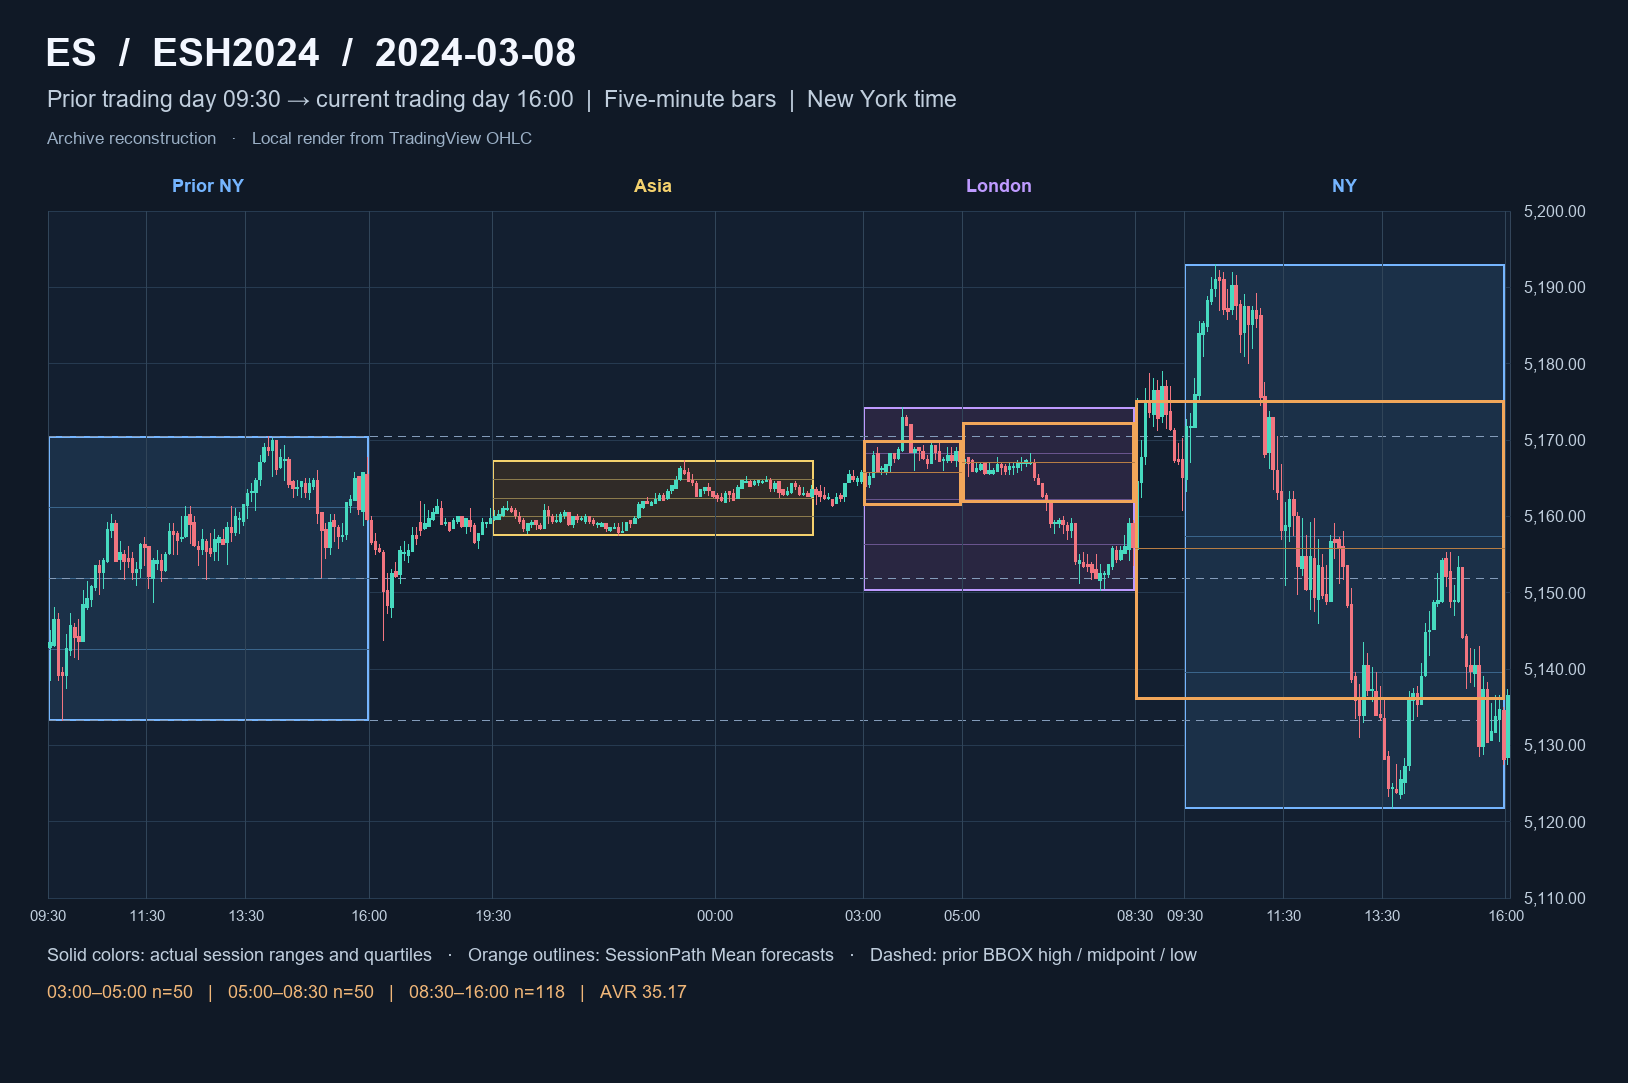 ES / ESH2024 / 2024-03-08
Prior trading day 09:30 → current trading day 16:00 | Five-minute bars | New York time
Archive reconstruction · Local render from TradingView OHLC
Prior NY Asia London NY
5,200.00
5,190.00
5,180.00
5,170.00
5,160.00
5,150.00
5,140.00
5,130.00
5,120.00
5,110.00
09:30 11:30 13:30 16:00 19:30 00:00 03:00 05:00 08:30 09:30 11:30 13:30 16:00
Solid colors: actual session ranges and quartiles · Orange outlines: SessionPath Mean forecasts · Dashed: prior BBOX high / midpoint / low
03:00–05:00 n=50 | 05:00–08:30 n=50 | 08:30–16:00 n=118 | AVR 35.17